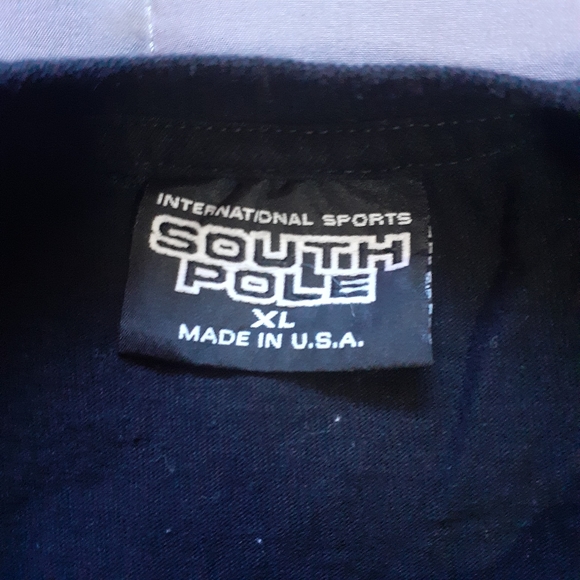 INTERNATIONAL SPORTS
SOUTH
POLE
XL
MADE IN U.S.A.